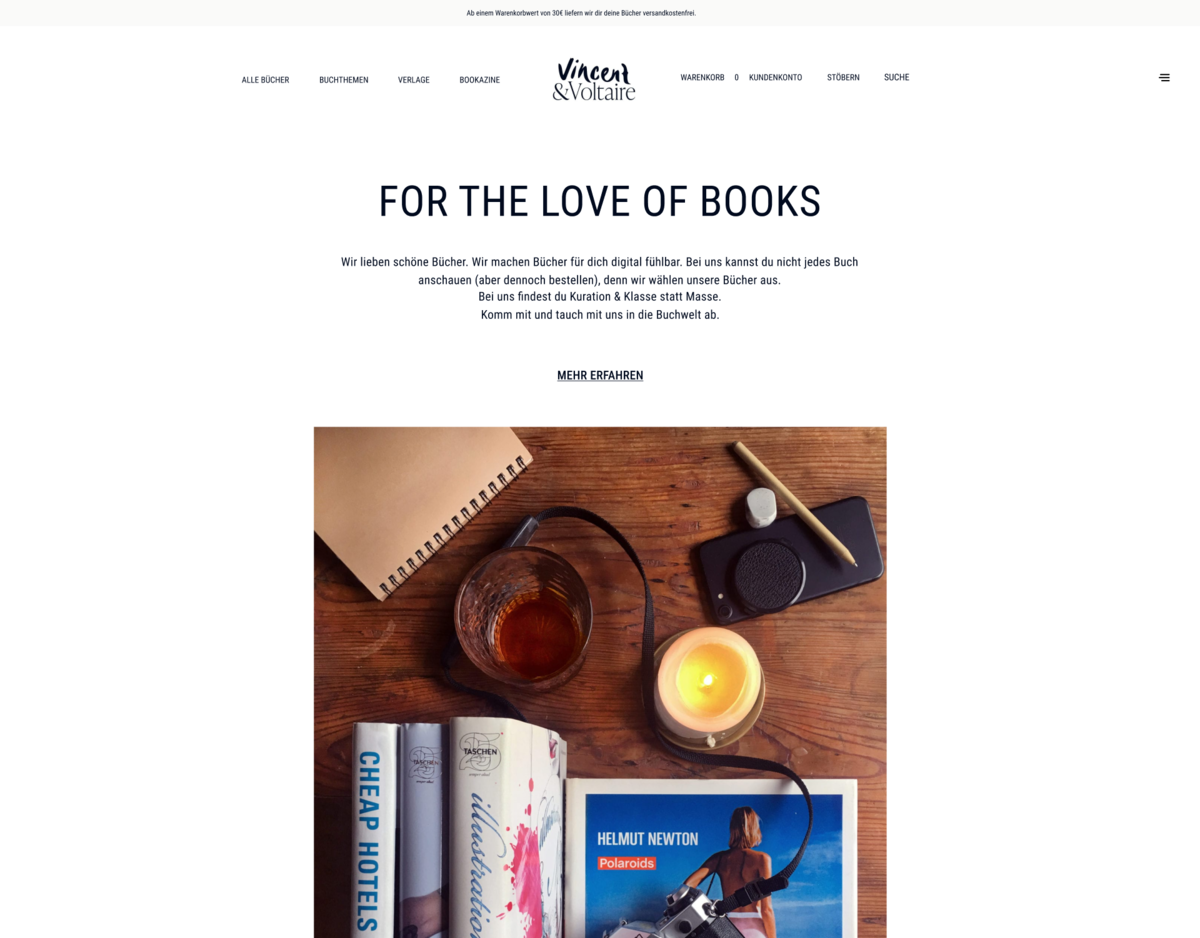 Ab einem Warenkorbwert von 30€ liefern wir dir deine Bücher versandkostenfrei.
ALLE BÜCHER
BUCHTHEMEN
VERLAGE
BOOKAZINE
Vincent
&Voltaire
WARENKORB 0
KUNDENKONTO
STÖBERN
SUCHE
FOR THE LOVE OF BOOKS
Wir lieben schöne Bücher. Wir machen Bücher für dich digital fühlbar. Bei uns kannst du nicht jedes Buch
anschauen (aber dennoch bestellen), denn wir wählen unsere Bücher aus.
Bei uns findest du Kuration & Klasse statt Masse.
Komm mit und tauch mit uns in die Buchwelt ab.
MEHR ERFAHREN
CHEAP HOTELS
25
TASCHEN
25
TASCHEN
HELMUT NEWTON
Polaroids